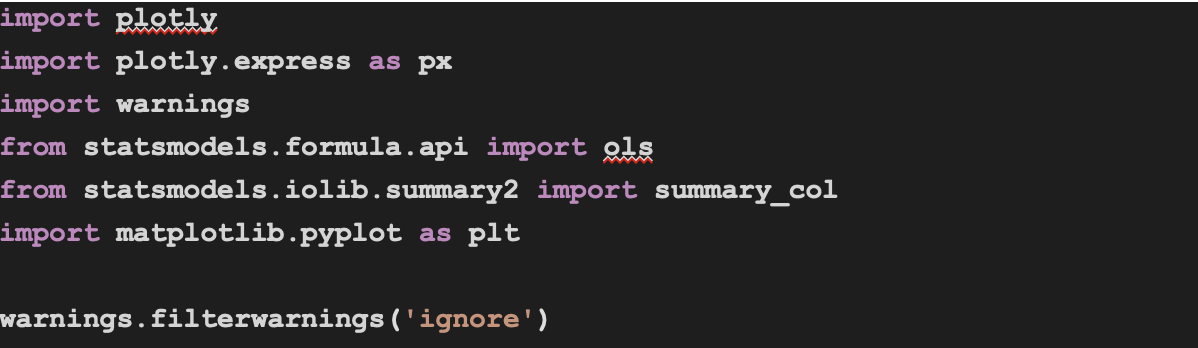 import plotly
import plotly.express as px
import warnings
from statsmodels.formula.api import ols
from statsmodels.iolib.summary2 import summary_col
import matplotlib.pyplot as plt
warnings.filterwarnings('ignore')